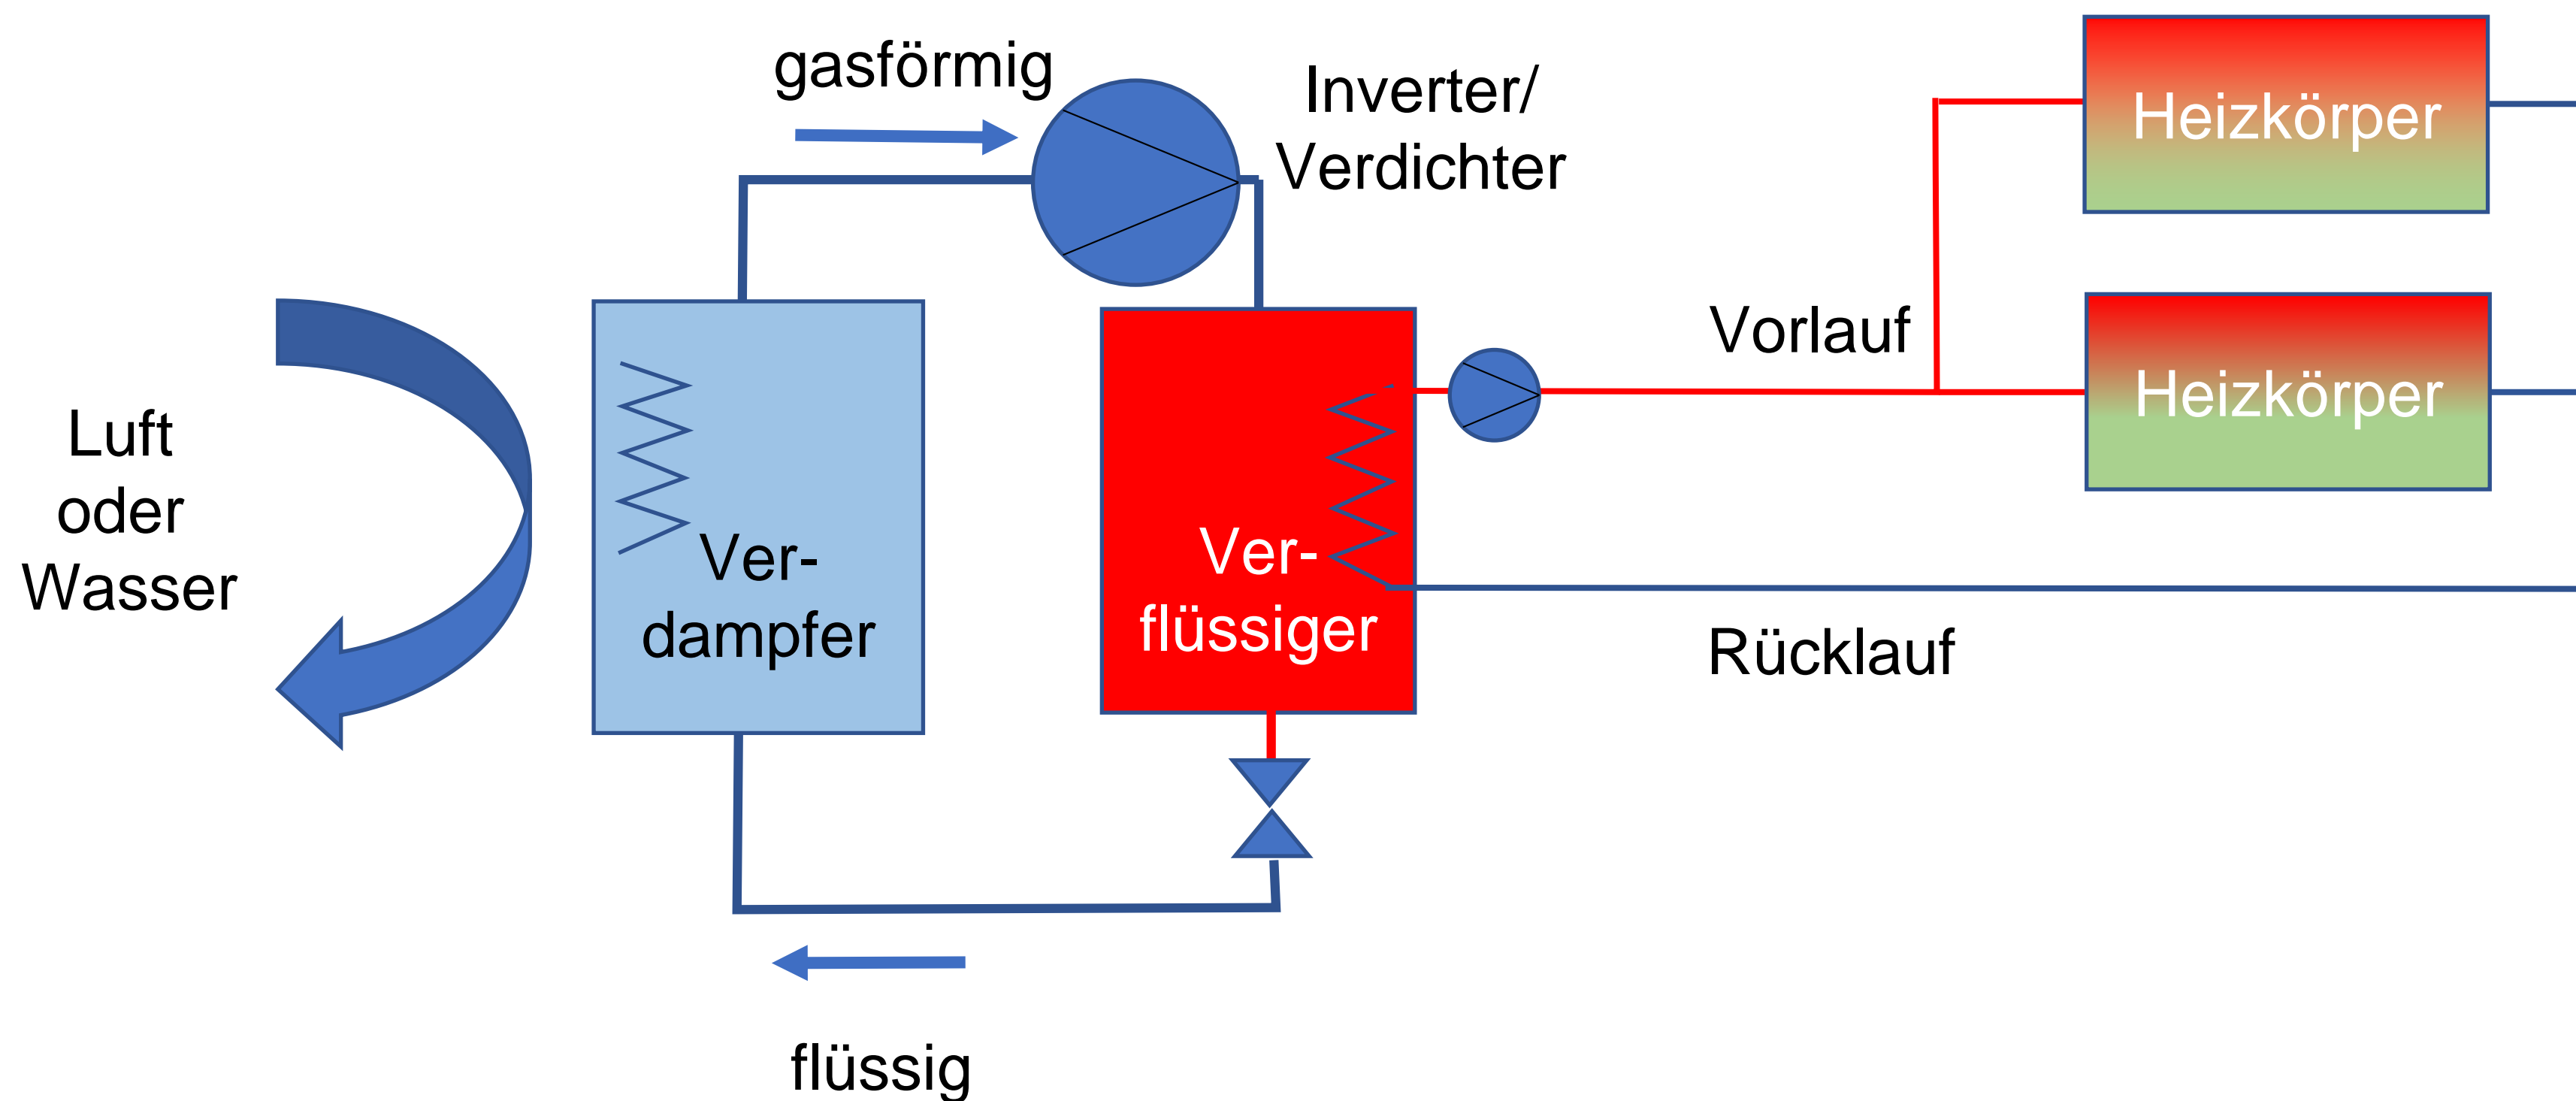 gasförmig
Inverter/
Verdichter
Heizkörper
Vorlauf
Heizkörper
Luft
oder
Wasser
Ver-
dampfer
Ver-
flüssiger
Rücklauf
flüssig